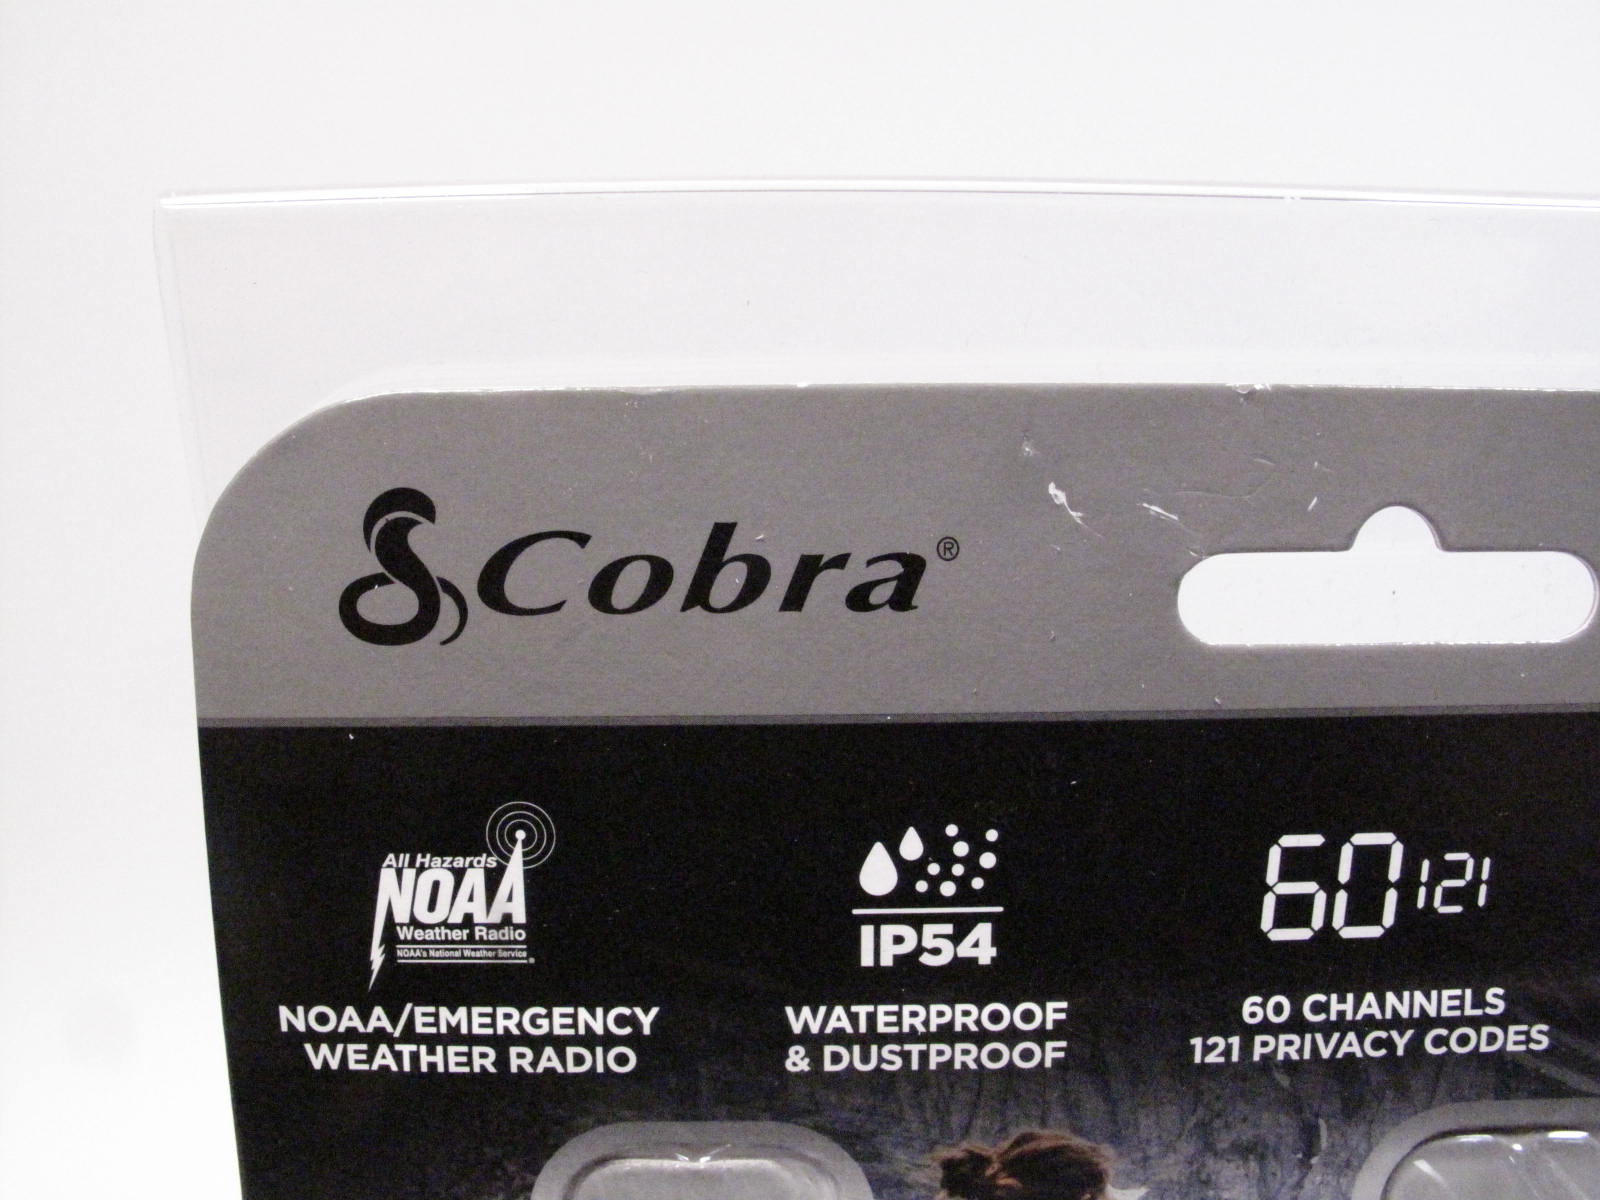 Cobra®
All Hazards
NOAA
Weather Radio
NOAA's National Weather Service®
NOAA/EMERGENCY
WEATHER RADIO
IP54
WATERPROOF
& DUSTPROOF
60 121
60 CHANNELS
121 PRIVACY CODES